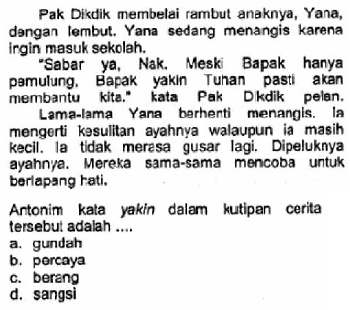 Pak Dikdik membelai rambut anaknya, Yana,
dengan lembut. Yana sedang menangis karena
ingin masuk sekolah.
"Sabar ya, Nak. Meski Bapak hanya
pemulung, Bapak yakin Tuhan pasti akan
membantu kita." kata Pak Dikdik pelan.
Lama-lama Yana berhenti menangis. Ia
mengerti kesulitan ayahnya walaupun ia masih
kecil. Ia tidak merasa gusar lagi. Dipeluknya
ayahnya. Mereka sama-sama mencoba untuk
berlapang hati.
Antonim kata yakin dalam kutipan cerita
tersebut adalah ....
a. gundah
b. percaya
c. berang
d. sangsi